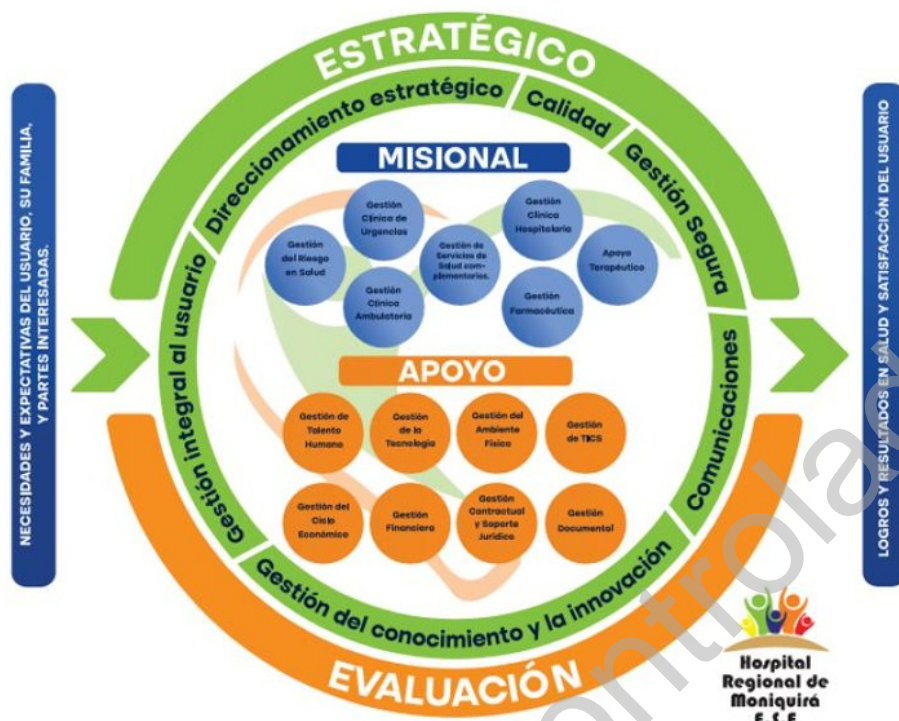 NECESIDADES Y EXPECTATIVAS DEL USUARIO, SU FAMILIA,
Y PARTES INTERESADAS.
ESTRATÉGICO
Direccionamiento estratégico
Calidad
Gestión Segura
Comunicaciones
Gestión del conocimiento y la innovación
Gestión integral al usuario
MISIONAL
Gestión
del Riesgo
en Salud
Gestión
Clínica de
Urgencias
Gestión
Clínica
Ambulatoria
Gestión de
Servicios de
Salud com-
plementarios.
Gestión
Clínica
Hospitalaria
Gestión
Farmacéutica
Apoyo
Terapéutico
APOYO
Gestión de
Talento
Humano
Gestión
de la
Tecnología
Gestión del
Ambiente
Físico
Gestión
de TICS
Gestión del
Ciclo
Económico
Gestión
Financiera
Gestión
Contractual
y Soporte
Jurídico
Gestión
Documental
EVALUACIÓN
LOGROS Y RESULTADOS EN SALUD Y SATISFACCIÓN DEL USUARIO
Hospital
Regional de
Moniquirá
E.S.E